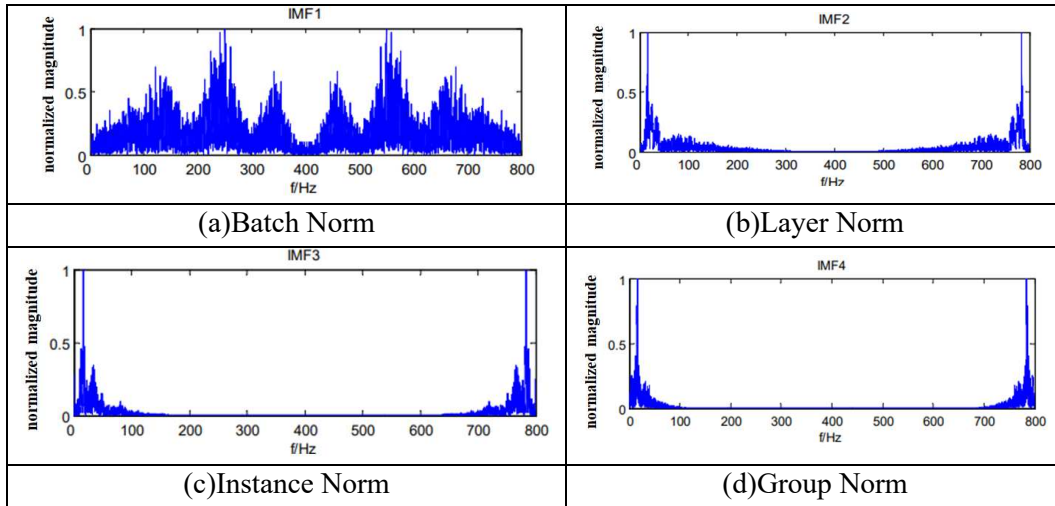 IMF1
normalized magnitude
1
0.5
0
0 100 200 300 400 500 600 700 800
f/Hz
(a)Batch Norm
IMF2
normalized magnitude
1
0.5
0
0 100 200 300 400 500 600 700 800
f/Hz
(b)Layer Norm
IMF3
normalized magnitude
1
0.5
0
0 100 200 300 400 500 600 700 800
f/Hz
(c)Instance Norm
IMF4
normalized magnitude
1
0.5
0
0 100 200 300 400 500 600 700 800
f/Hz
(d)Group Norm